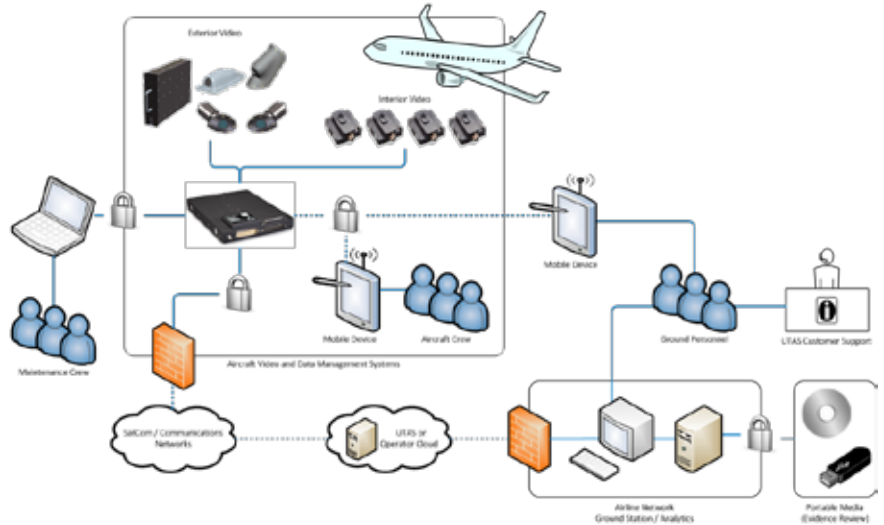 Exterior Video
Interior Video
Mobile Device
Mobile Device
Aircraft Crew
Ground Personnel
UTAS Customer Support
Maintenance Crew
Aircraft Video and Data Management Systems
SatCom / Communications
Networks
UTAS or
Operator Cloud
Airline Network
Ground Station / Analytics
Portable Media
(Evidence Review)